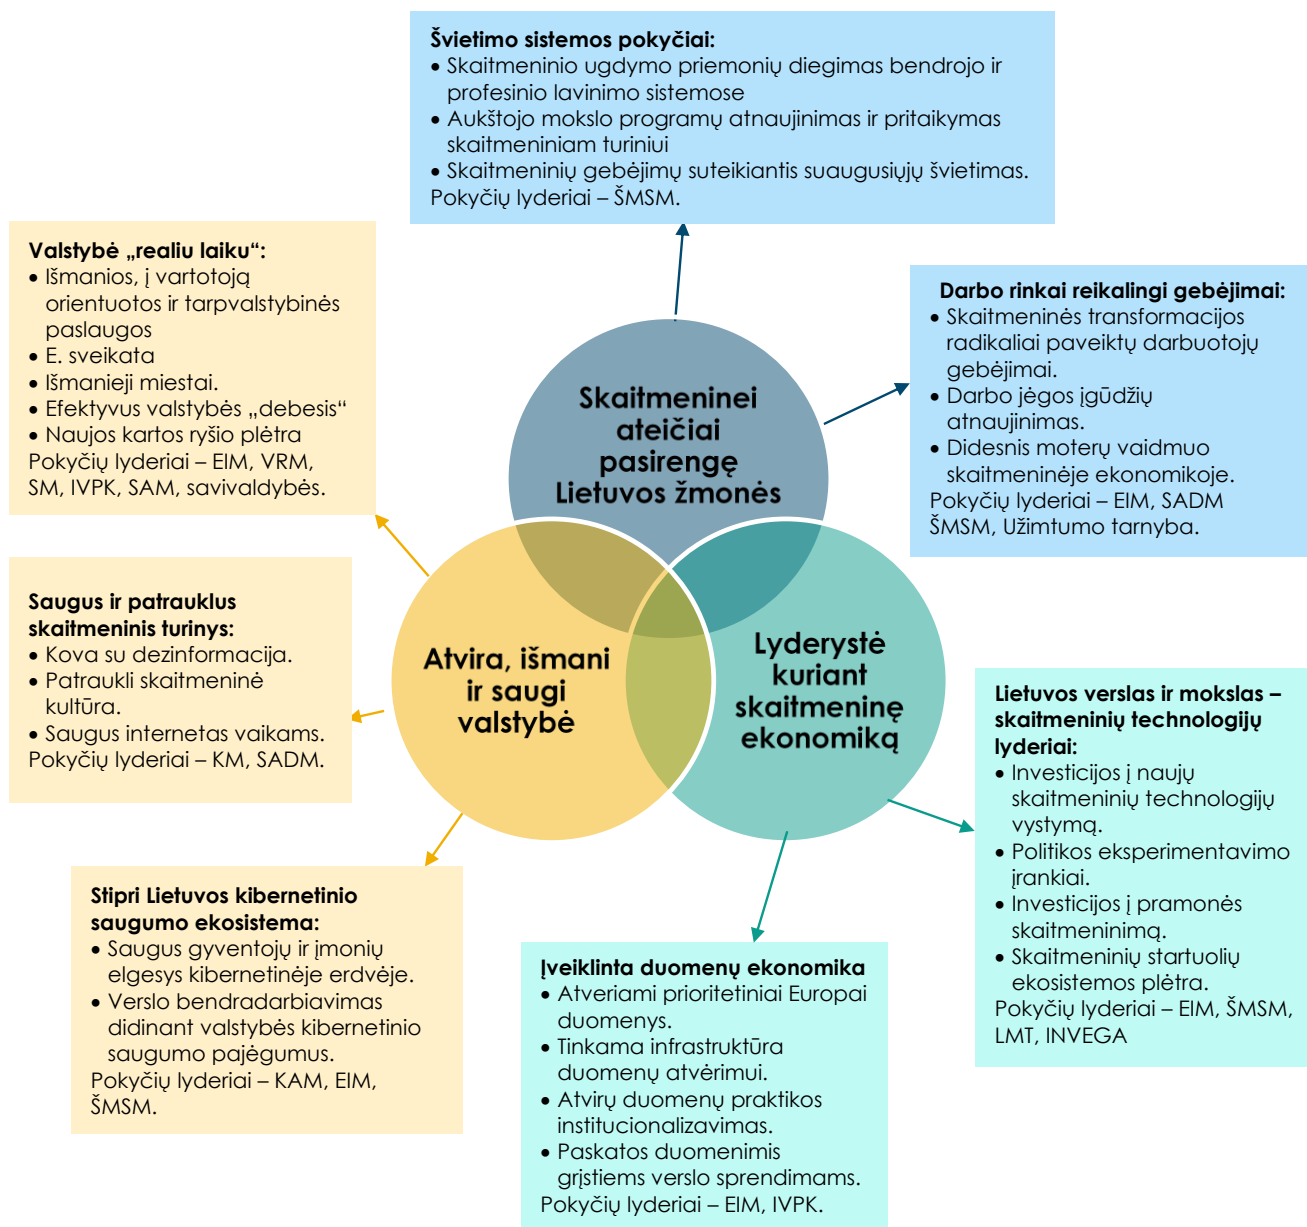 Švietimo sistemos pokyčiai:
• Skaitmeninio ugdymo priemonių diegimas bendrojo ir
profesinio lavinimo sistemose
• Aukštojo mokslo programų atnaujinimas ir pritaikymas
skaitmeniniam turiniui
• Skaitmeninių gebėjimų suteikiantis suaugusiųjų švietimas.
Pokyčių lyderiai – ŠMSM.
Valstybė „realiu laiku“:
• Išmanios, į vartotoją
orientuotos ir tarpvalstybinės
paslaugos
• E. sveikata
• Išmanieji miestai.
• Efektyvus valstybės „debesis“
• Naujos kartos ryšio plėtra
Pokyčių lyderiai – EIM, VRM,
SM, IVPK, SAM, savivaldybės.
Darbo rinkai reikalingi gebėjimai:
• Skaitmeninės transformacijos
radikaliai paveiktų darbuotojų
gebėjimai.
• Darbo jėgos įgūdžių
atnaujinimas.
• Didesnis moterų vaidmuo
skaitmeninėje ekonomikoje.
Pokyčių lyderiai – EIM, SADM
ŠMSM, Užimtumo tarnyba.
Skaitmeninei
ateičiai
pasirengę
Lietuvos žmonės
Saugus ir patrauklus
skaitmeninis turinys:
• Kova su dezinformacija.
• Patraukli skaitmeninė
kultūra.
• Saugus internetas vaikams.
Pokyčių lyderiai – KM, SADM.
Atvira, išmani
ir saugi
valstybė
Lyderystė
kuriant
skaitmeninę
ekonomiką
Lietuvos verslas ir mokslas –
skaitmeninių technologijų
lyderiai:
• Investicijos į naujų
skaitmeninių technologijų
vystymą.
• Politikos eksperimentavimo
įrankiai.
• Investicijos į pramonės
skaitmeninimą.
• Skaitmeninių startuolių
ekosistemos plėtra.
Pokyčių lyderiai – EIM, ŠMSM,
LMT, INVEGA
Stipri Lietuvos kibernetinio
saugumo ekosistema:
• Saugus gyventojų ir įmonių
elgesys kibernetinėje erdvėje.
• Verslo bendradarbiavimas
didinant valstybės kibernetinio
saugumo pajėgumus.
Pokyčių lyderiai – KAM, EIM,
ŠMSM.
Įveiklinta duomenų ekonomika
• Atveriami prioritetiniai Europai
duomenys.
• Tinkama infrastruktūra
duomenų atvėrimui.
• Atvirų duomenų praktikos
institucionalizavimas.
• Paskatos duomenimis
grįstiems verslo sprendimams.
Pokyčių lyderiai – EIM, IVPK.